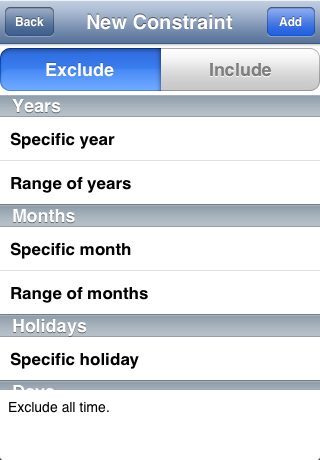 Back New Constraint Add
Exclude Include
Years
Specific year
Range of years
Months
Specific month
Range of months
Holidays
Specific holiday
Days
Exclude all time.